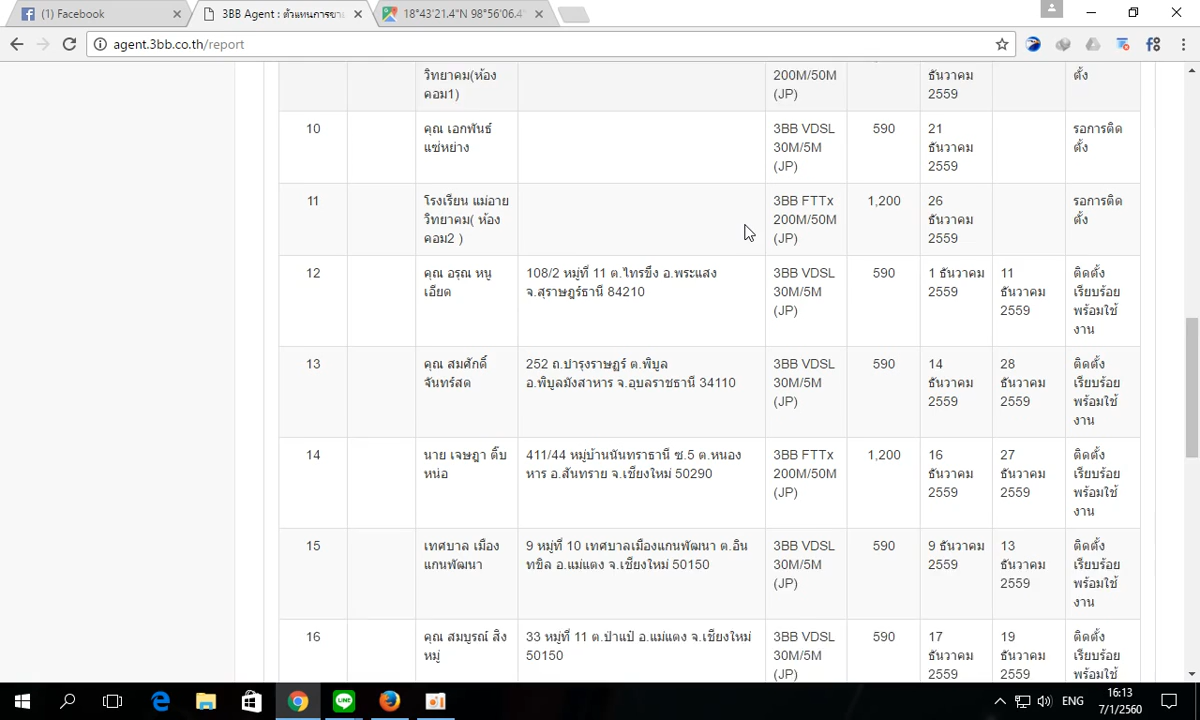 (1) Facebook
3BB Agent : ตัวแทนการขาย
18°43'21.4"N 98°56'06.4"
agent.3bb.co.th/report
วิทยาคม(ห้อง
คอม1)
200M/50M
(JP)
ธันวาคม
2559
ตั้ง
10
คุณ เอกพันธ์
แซ่หย่าง
3BB VDSL
30M/5M
(JP)
590
21
ธันวาคม
2559
รอการติด
ตั้ง
11
โรงเรียน แม่อาย
วิทยาคม( ห้อง
คอม2 )
3BB FTTx
200M/50M
(JP)
1,200
26
ธันวาคม
2559
รอการติด
ตั้ง
12
คุณ อรุณ หนู
เอียด
108/2 หมู่ที่ 11 ต.ไทรขึง อ.พระแสง
จ.สุราษฎร์ธานี 84210
3BB VDSL
30M/5M
(JP)
590
1 ธันวาคม
2559
11
ธันวาคม
2559
ติดตั้ง
เรียบร้อย
พร้อมใช้
งาน
13
คุณ สมศักดิ์
จันทร์สด
252 ถ.บำรุงราษฎร์ ต.พิบูล
อ.พิบูลมังสาหาร จ.อุบลราชธานี 34110
3BB VDSL
30M/5M
(JP)
590
14
ธันวาคม
2559
28
ธันวาคม
2559
ติดตั้ง
เรียบร้อย
พร้อมใช้
งาน
14
นาย เจษฎา ติ๊บ
หน่อ
411/44 หมู่บ้านนันทราธานี ซ.5 ต.หนอง
หาร อ.สันทราย จ.เชียงใหม่ 50290
3BB FTTx
200M/50M
(JP)
1,200
16
ธันวาคม
2559
27
ธันวาคม
2559
ติดตั้ง
เรียบร้อย
พร้อมใช้
งาน
15
เทศบาล เมือง
แกนพัฒนา
9 หมู่ที่ 10 เทศบาลเมืองแกนพัฒนา ต.อิน
ทขิล อ.แม่แตง จ.เชียงใหม่ 50150
3BB VDSL
30M/5M
(JP)
590
9 ธันวาคม
2559
13
ธันวาคม
2559
ติดตั้ง
เรียบร้อย
พร้อมใช้
งาน
16
คุณ สมบูรณ์ สิง
หมู่
33 หมู่ที่ 11 ต.ป่าแป๋ อ.แม่แตง จ.เชียงใหม่
50150
3BB VDSL
30M/5M
(JP)
590
17
ธันวาคม
2559
19
ธันวาคม
2559
ติดตั้ง
เรียบร้อย
พร้อมใช้
ENG
16:13
7/1/2560